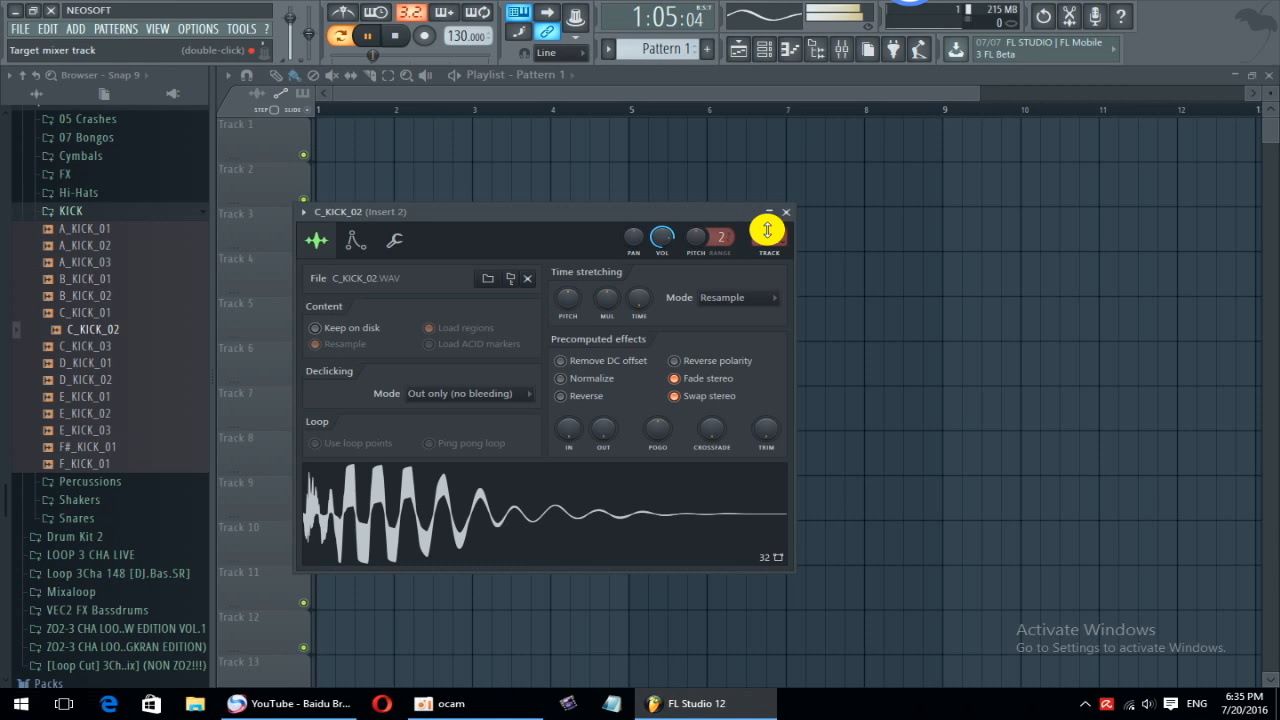 NEOSOFT
FILE EDIT ADD PATTERNS VIEW OPTIONS TOOLS ?
Target mixer track (double-click)
3.2.
130.000
Line
1:05:04 B:S:T
Pattern 1
1 215 MB
0
07/07 FL STUDIO | FL Mobile
3 FL Beta
Browser - Snap 9
Playlist - Pattern 1
STEP SLIDE
1 2 3 4 5 6 7 8 9 10 11 12 1
05 Crashes
07 Bongos
Cymbals
FX
Hi-Hats
KICK
A_KICK_01
A_KICK_02
A_KICK_03
B_KICK_01
B_KICK_02
C_KICK_01
C_KICK_02
C_KICK_03
D_KICK_01
D_KICK_02
E_KICK_01
E_KICK_02
E_KICK_03
F#_KICK_01
F_KICK_01
Percussions
Shakers
Snares
Drum Kit 2
LOOP 3 CHA LIVE
Loop 3Cha 148 [DJ.Bas.SR]
Mixaloop
VEC2 FX Bassdrums
ZO2-3 CHA LOO..W EDITION VOL.1
ZO2-3 CHA LOO..GKRAN EDITION)
[Loop Cut] 3Ch..ix] (NON ZO2!!!)
Packs
Track 1
Track 2
Track 3
Track 4
Track 5
Track 6
Track 7
Track 8
Track 9
Track 10
Track 11
Track 12
Track 13
C_KICK_02 (Insert 2)
PAN VOL PITCH RANGE 2 TRACK
File C_KICK_02.WAV
Content
Keep on disk Load regions
Resample Load ACID markers
Declicking
Mode Out only (no bleeding)
Loop
Use loop points Ping pong loop
Time stretching
PITCH MUL TIME
Mode Resample
Precomputed effects
Remove DC offset Reverse polarity
Normalize Fade stereo
Reverse Swap stereo
IN OUT POGO CROSSFADE TRIM
32
Activate Windows
Go to Settings to activate Windows.
YouTube - Baidu Br...
ocam
FL Studio 12
ENG
6:35 PM
7/20/2016